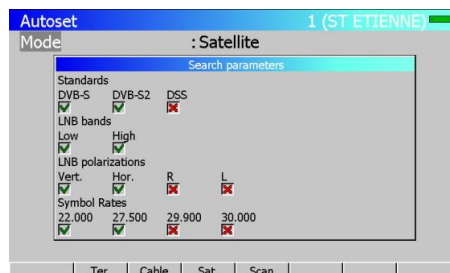 Autoset 1 (ST ETIENNE)
Mode : Satellite
Search parameters
Standards
DVB-S DVB-S2 DSS
LNB bands
Low High
LNB polarizations
Vert. Hor. R L
Symbol Rates
22.000 27.500 29.900 30.000
Ter Cable Sat Scan